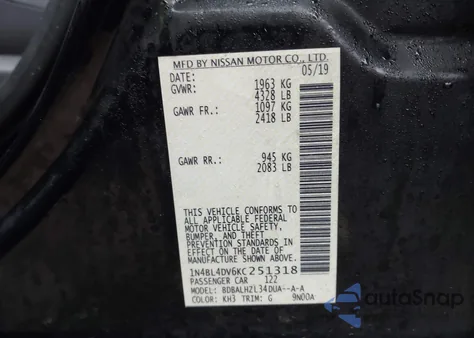 MFD BY NISSAN MOTOR CO., LTD.
DATE: 05/19
GVWR: 1963 KG
4328 LB
GAWR FR.: 1097 KG
2418 LB
GAWR RR.: 945 KG
2083 LB
THIS VEHICLE CONFORMS TO
ALL APPLICABLE FEDERAL
MOTOR VEHICLE SAFETY,
BUMPER, AND THEFT
PREVENTION STANDARDS IN
EFFECT ON THE DATE OF
MANUFACTURE SHOWN ABOVE.
1N4BL4DV6KC251318
PASSENGER CAR 122
MODEL: BDBALHZL34DUA--A-A
COLOR: KH3 TRIM: G 9N00A
autoSnap